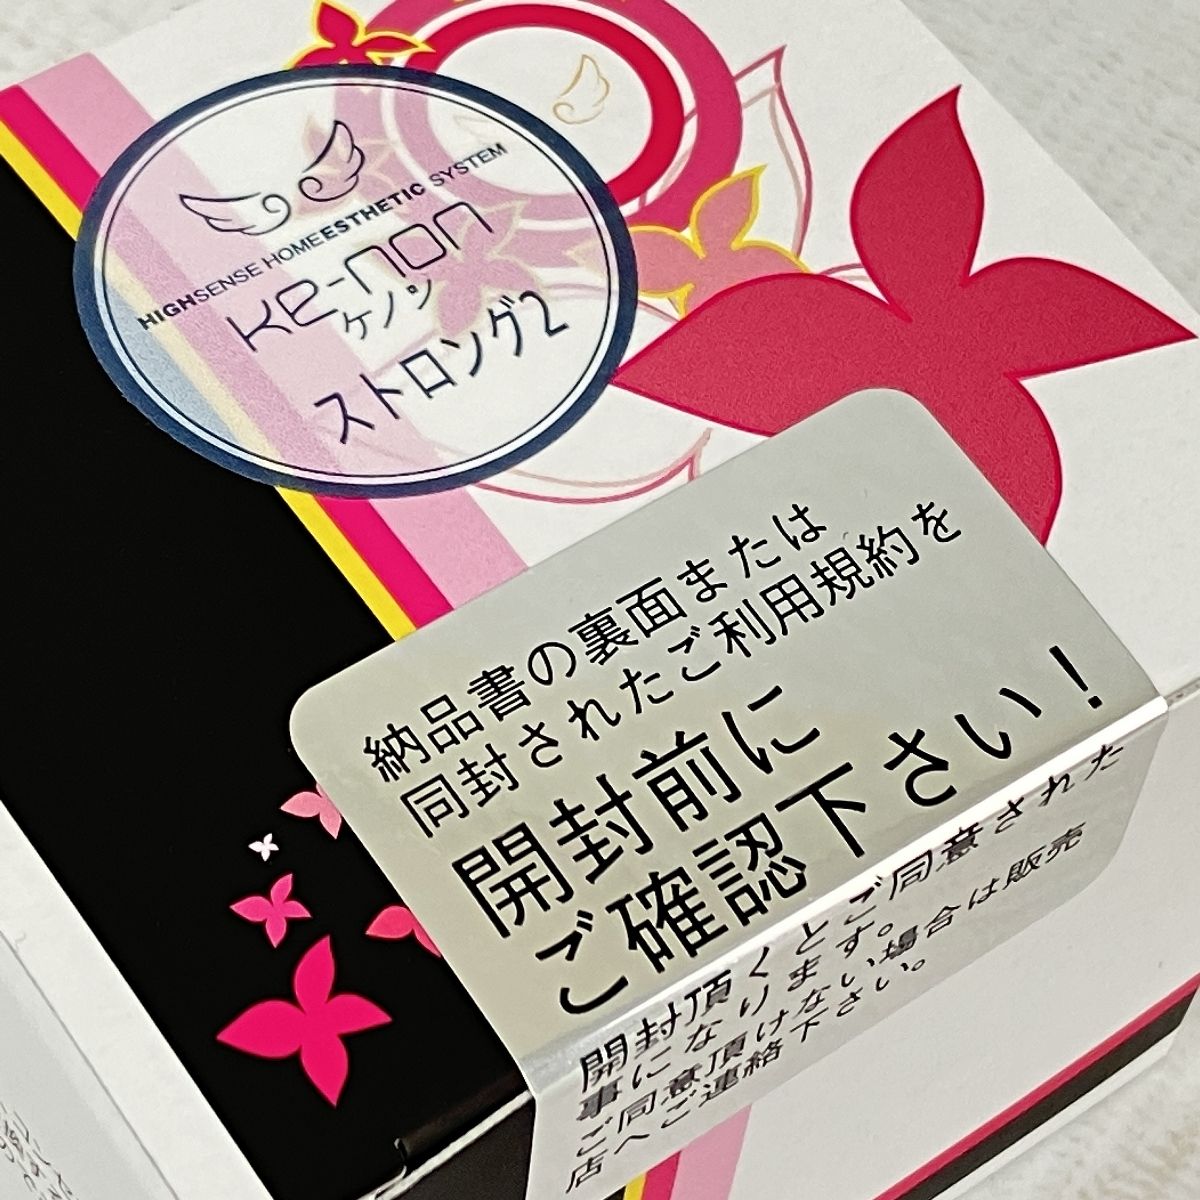 HIGHSENSE HOMEESTHETIC SYSTEM
ke-non
ケノン
ストロング2
納品書の裏面または
同封されたご利用規約を
開封前に
ご確認下さい!
開封頂くとご同意された
事になります。
ご同意頂けない場合は販売
店へご連絡下さい。